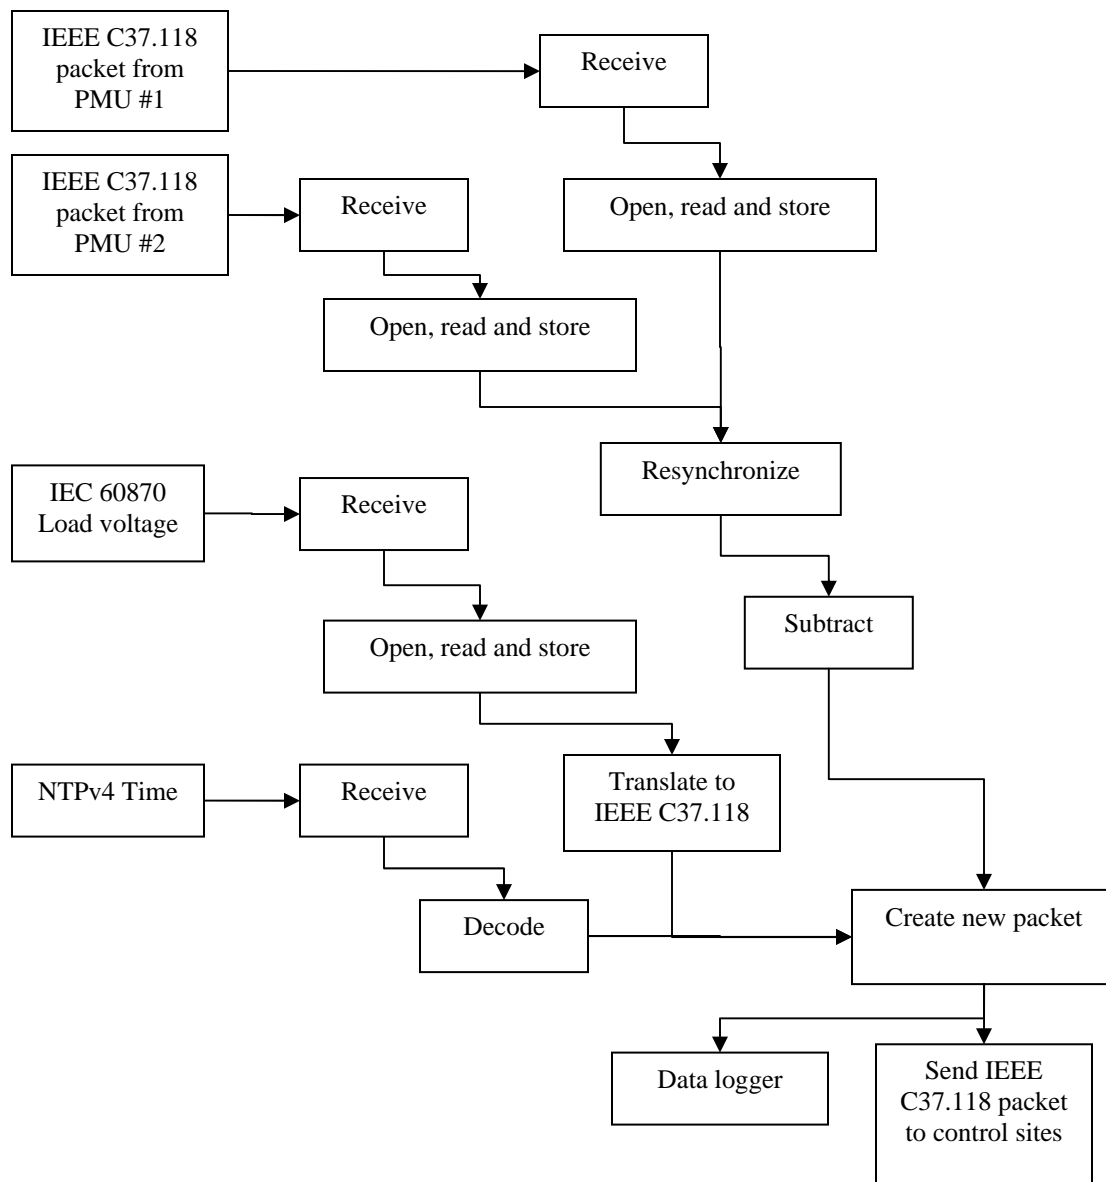 IEEE C37.118
packet from
PMU #1
Receive
IEEE C37.118
packet from
PMU #2
Receive
Open, read and store
Open, read and store
Resynchronize
IEC 60870
Load voltage
Receive
Subtract
Open, read and store
NTPv4 Time
Receive
Translate to
IEEE C37.118
Decode
Create new packet
Data logger
Send IEEE
C37.118 packet
to control sites